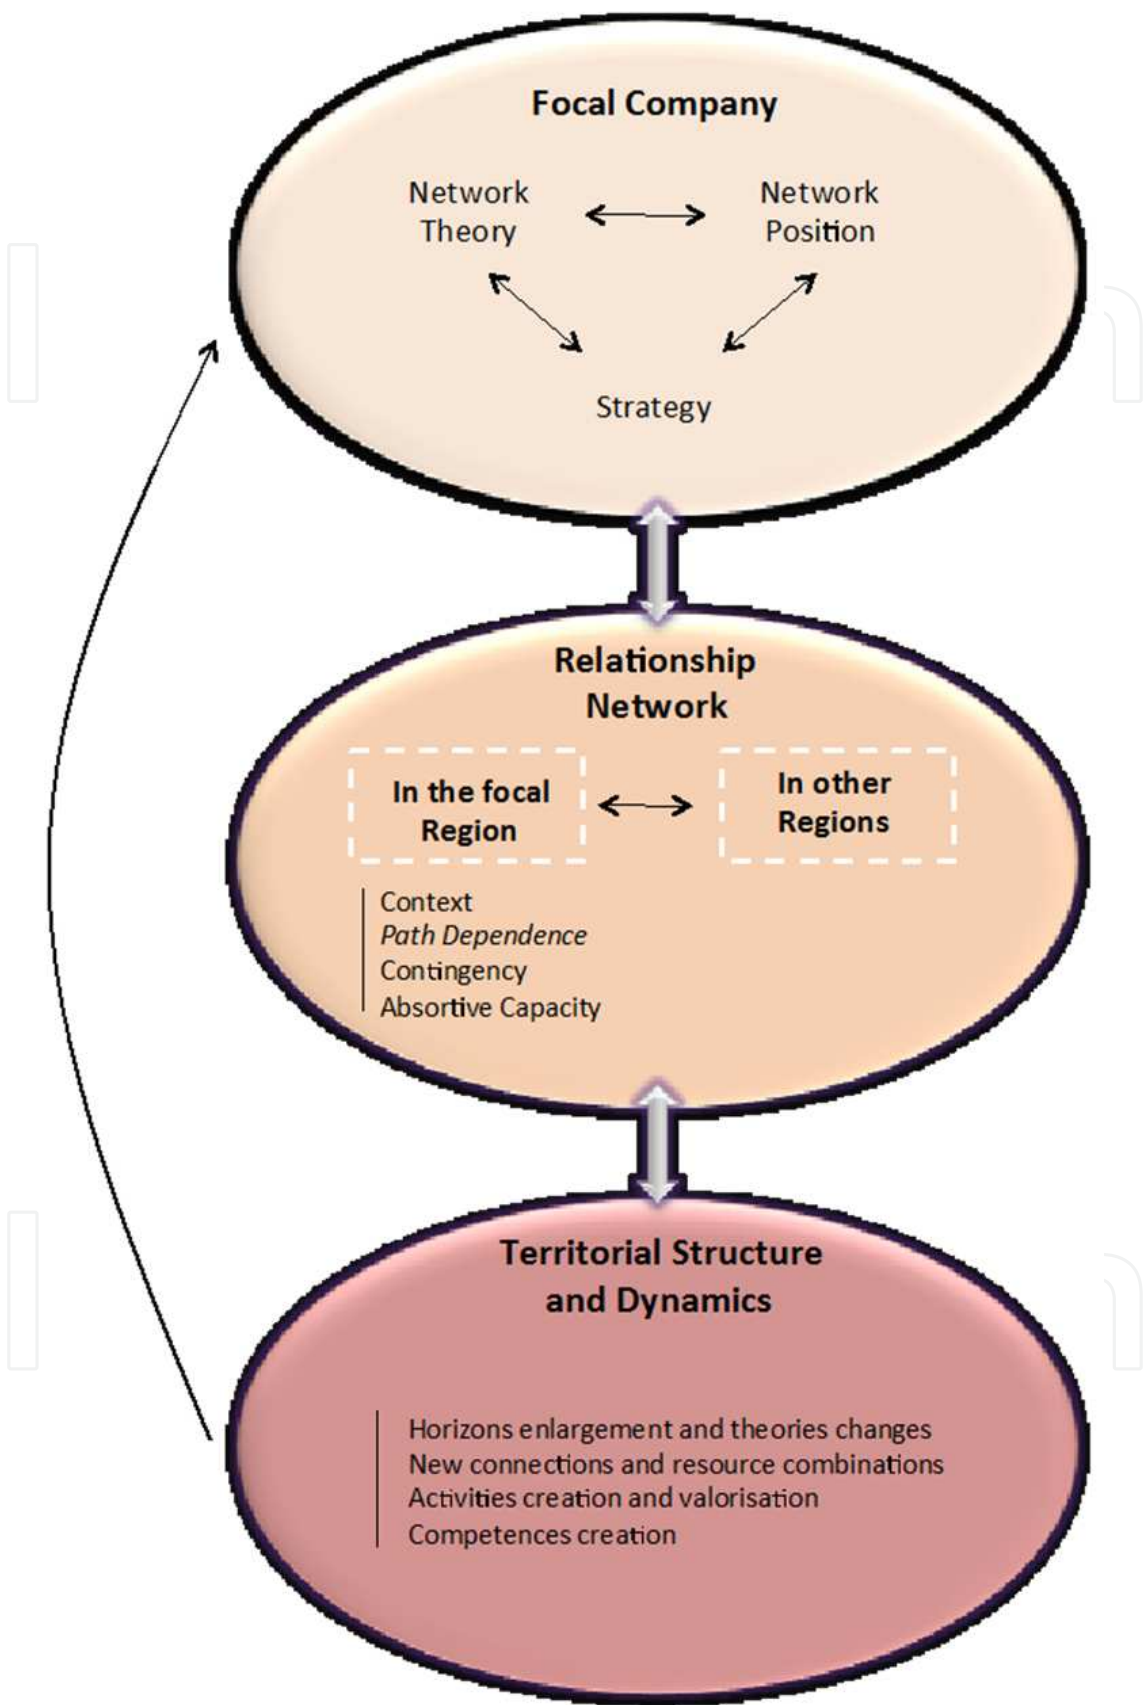 Focal Company
Network
Theory
Network
Position
Strategy
Relationship
Network
In the focal
Region
In other
Regions
Context
Path Dependence
Contingency
Absortive Capacity
Territorial Structure
and Dynamics
Horizons enlargement and theories changes
New connections and resource combinations
Activities creation and valorisation
Competences creation